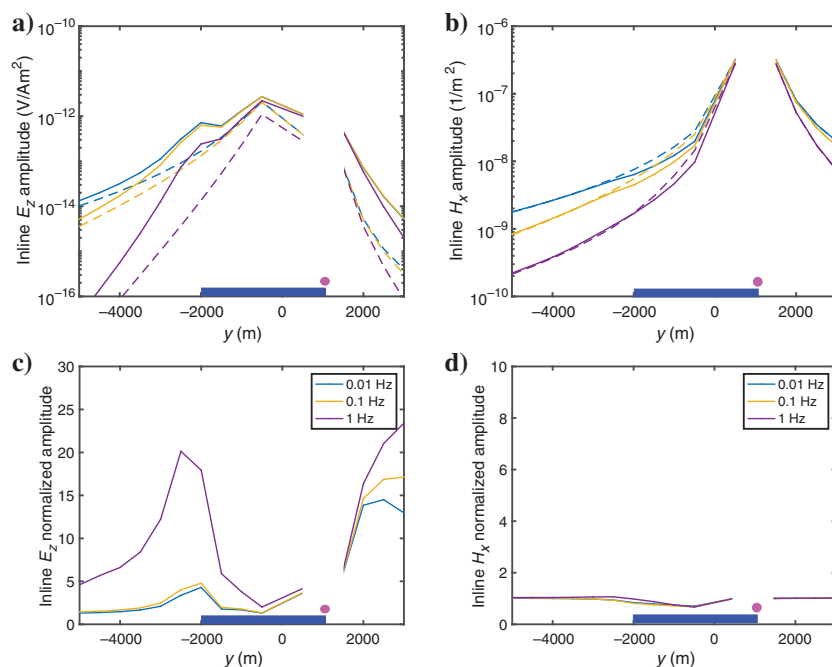 a)
Inline E_z amplitude (V/Am²)
10⁻¹⁰
10⁻¹²
10⁻¹⁴
10⁻¹⁶
−4000 −2000 0 2000
y (m)
b)
Inline H_x amplitude (1/m²)
10⁻⁶
10⁻⁷
10⁻⁸
10⁻⁹
10⁻¹⁰
−4000 −2000 0 2000
y (m)
c)
Inline E_z normalized amplitude
30
25
20
15
10
5
0
0.01 Hz
0.1 Hz
1 Hz
−4000 −2000 0 2000
y (m)
d)
Inline H_x normalized amplitude
10
8
6
4
2
0
0.01 Hz
0.1 Hz
1 Hz
−4000 −2000 0 2000
y (m)